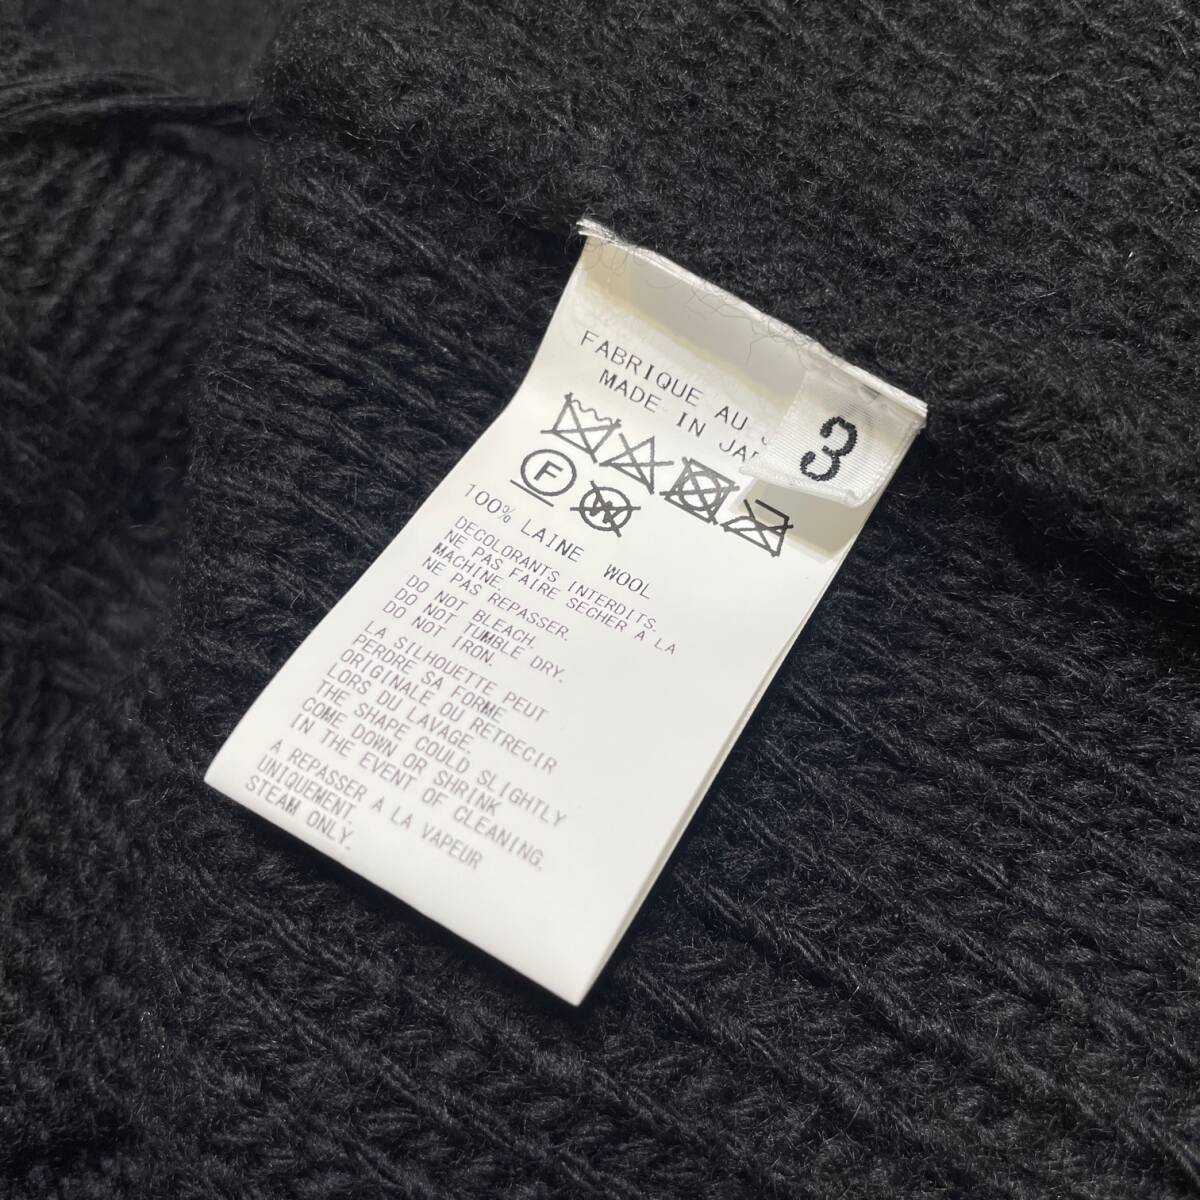 FABRIQUE AU
MADE IN
3
F
W
100% LAINE WOOL
DECOLORANTS INTERDITS.
NE PAS FAIRE SECHER A LA
MACHINE.
NE PAS REPASSER.
DO NOT BLEACH.
DO NOT TUMBLE DRY.
DO NOT IRON.
LA SILHOUETTE PEUT
PERDRE SA FORME
ORIGINALE OU RETRECIR
LORS DU LAVAGE.
THE SHAPE COULD SLIGHTLY
COME DOWN OR SHRINK
IN THE EVENT OF CLEANING.
A REPASSER A LA VAPEUR
UNIQUEMENT.
STEAM ONLY.